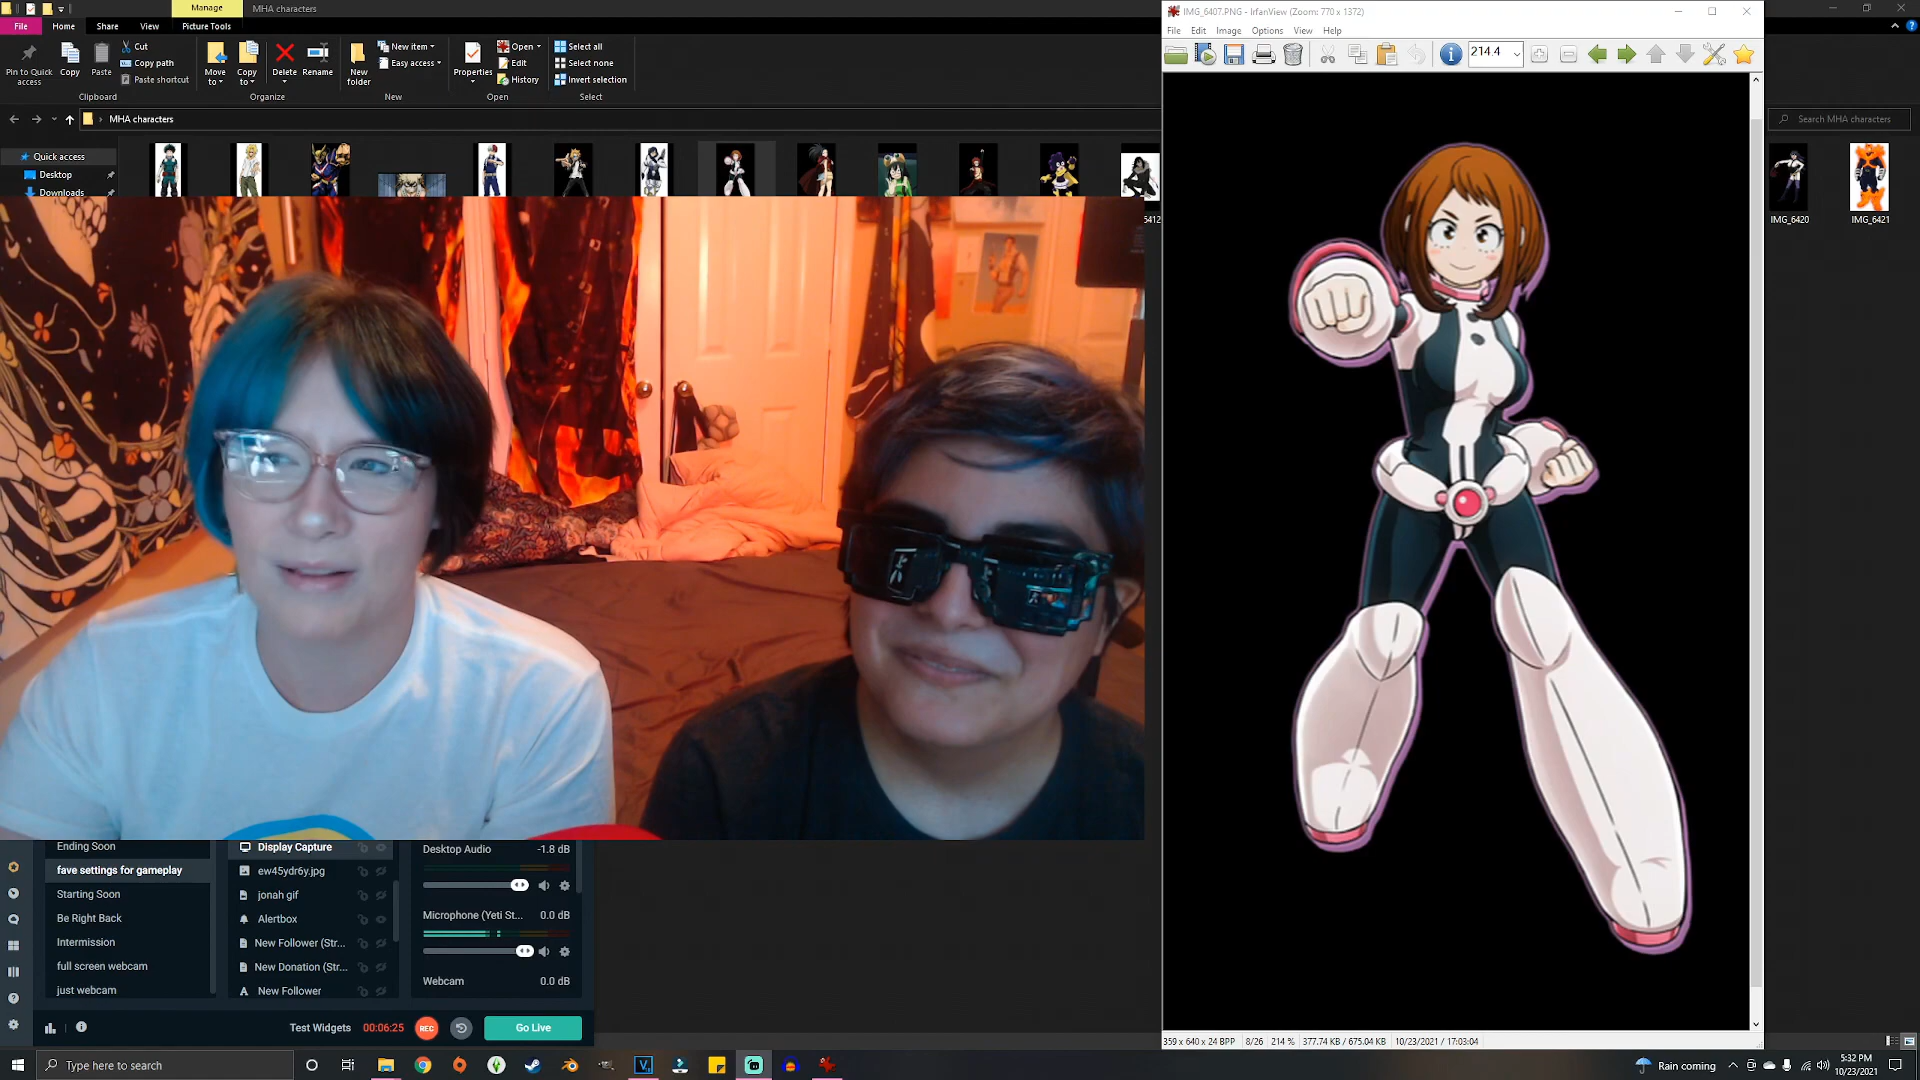 Manage
MHA characters
File
Home
Share
View
Picture Tools
Pin to Quick access
Copy
Paste
Cut
Copy path
Paste shortcut
Clipboard
Move to
Copy to
Delete
Rename
Organize
New folder
New item
Easy access
New
Properties
Open
Edit
History
Open
Select all
Select none
Invert selection
Select
MHA characters
Search MHA characters
Quick access
Desktop
Downloads
IMG_6420
IMG_6421
IMG_6407.PNG - IrfanView (Zoom: 770 x 1372)
File Edit Image Options View Help
214.4
359 x 640 x 24 BPP
8/26
214 %
377.74 KB / 675.04 KB
10/23/2021 / 17:03:04
Ending Soon
fave settings for gameplay
Starting Soon
Be Right Back
Intermission
full screen webcam
just webcam
Display Capture
ew45ydr6y.jpg
jonah gif
Alertbox
New Follower (Str...
New Donation (Str...
New Follower
Desktop Audio -1.8 dB
Microphone (Yeti St... 0.0 dB
Webcam 0.0 dB
Test Widgets 00:06:25 REC Go Live
Type here to search
Rain coming
5:32 PM
10/23/2021